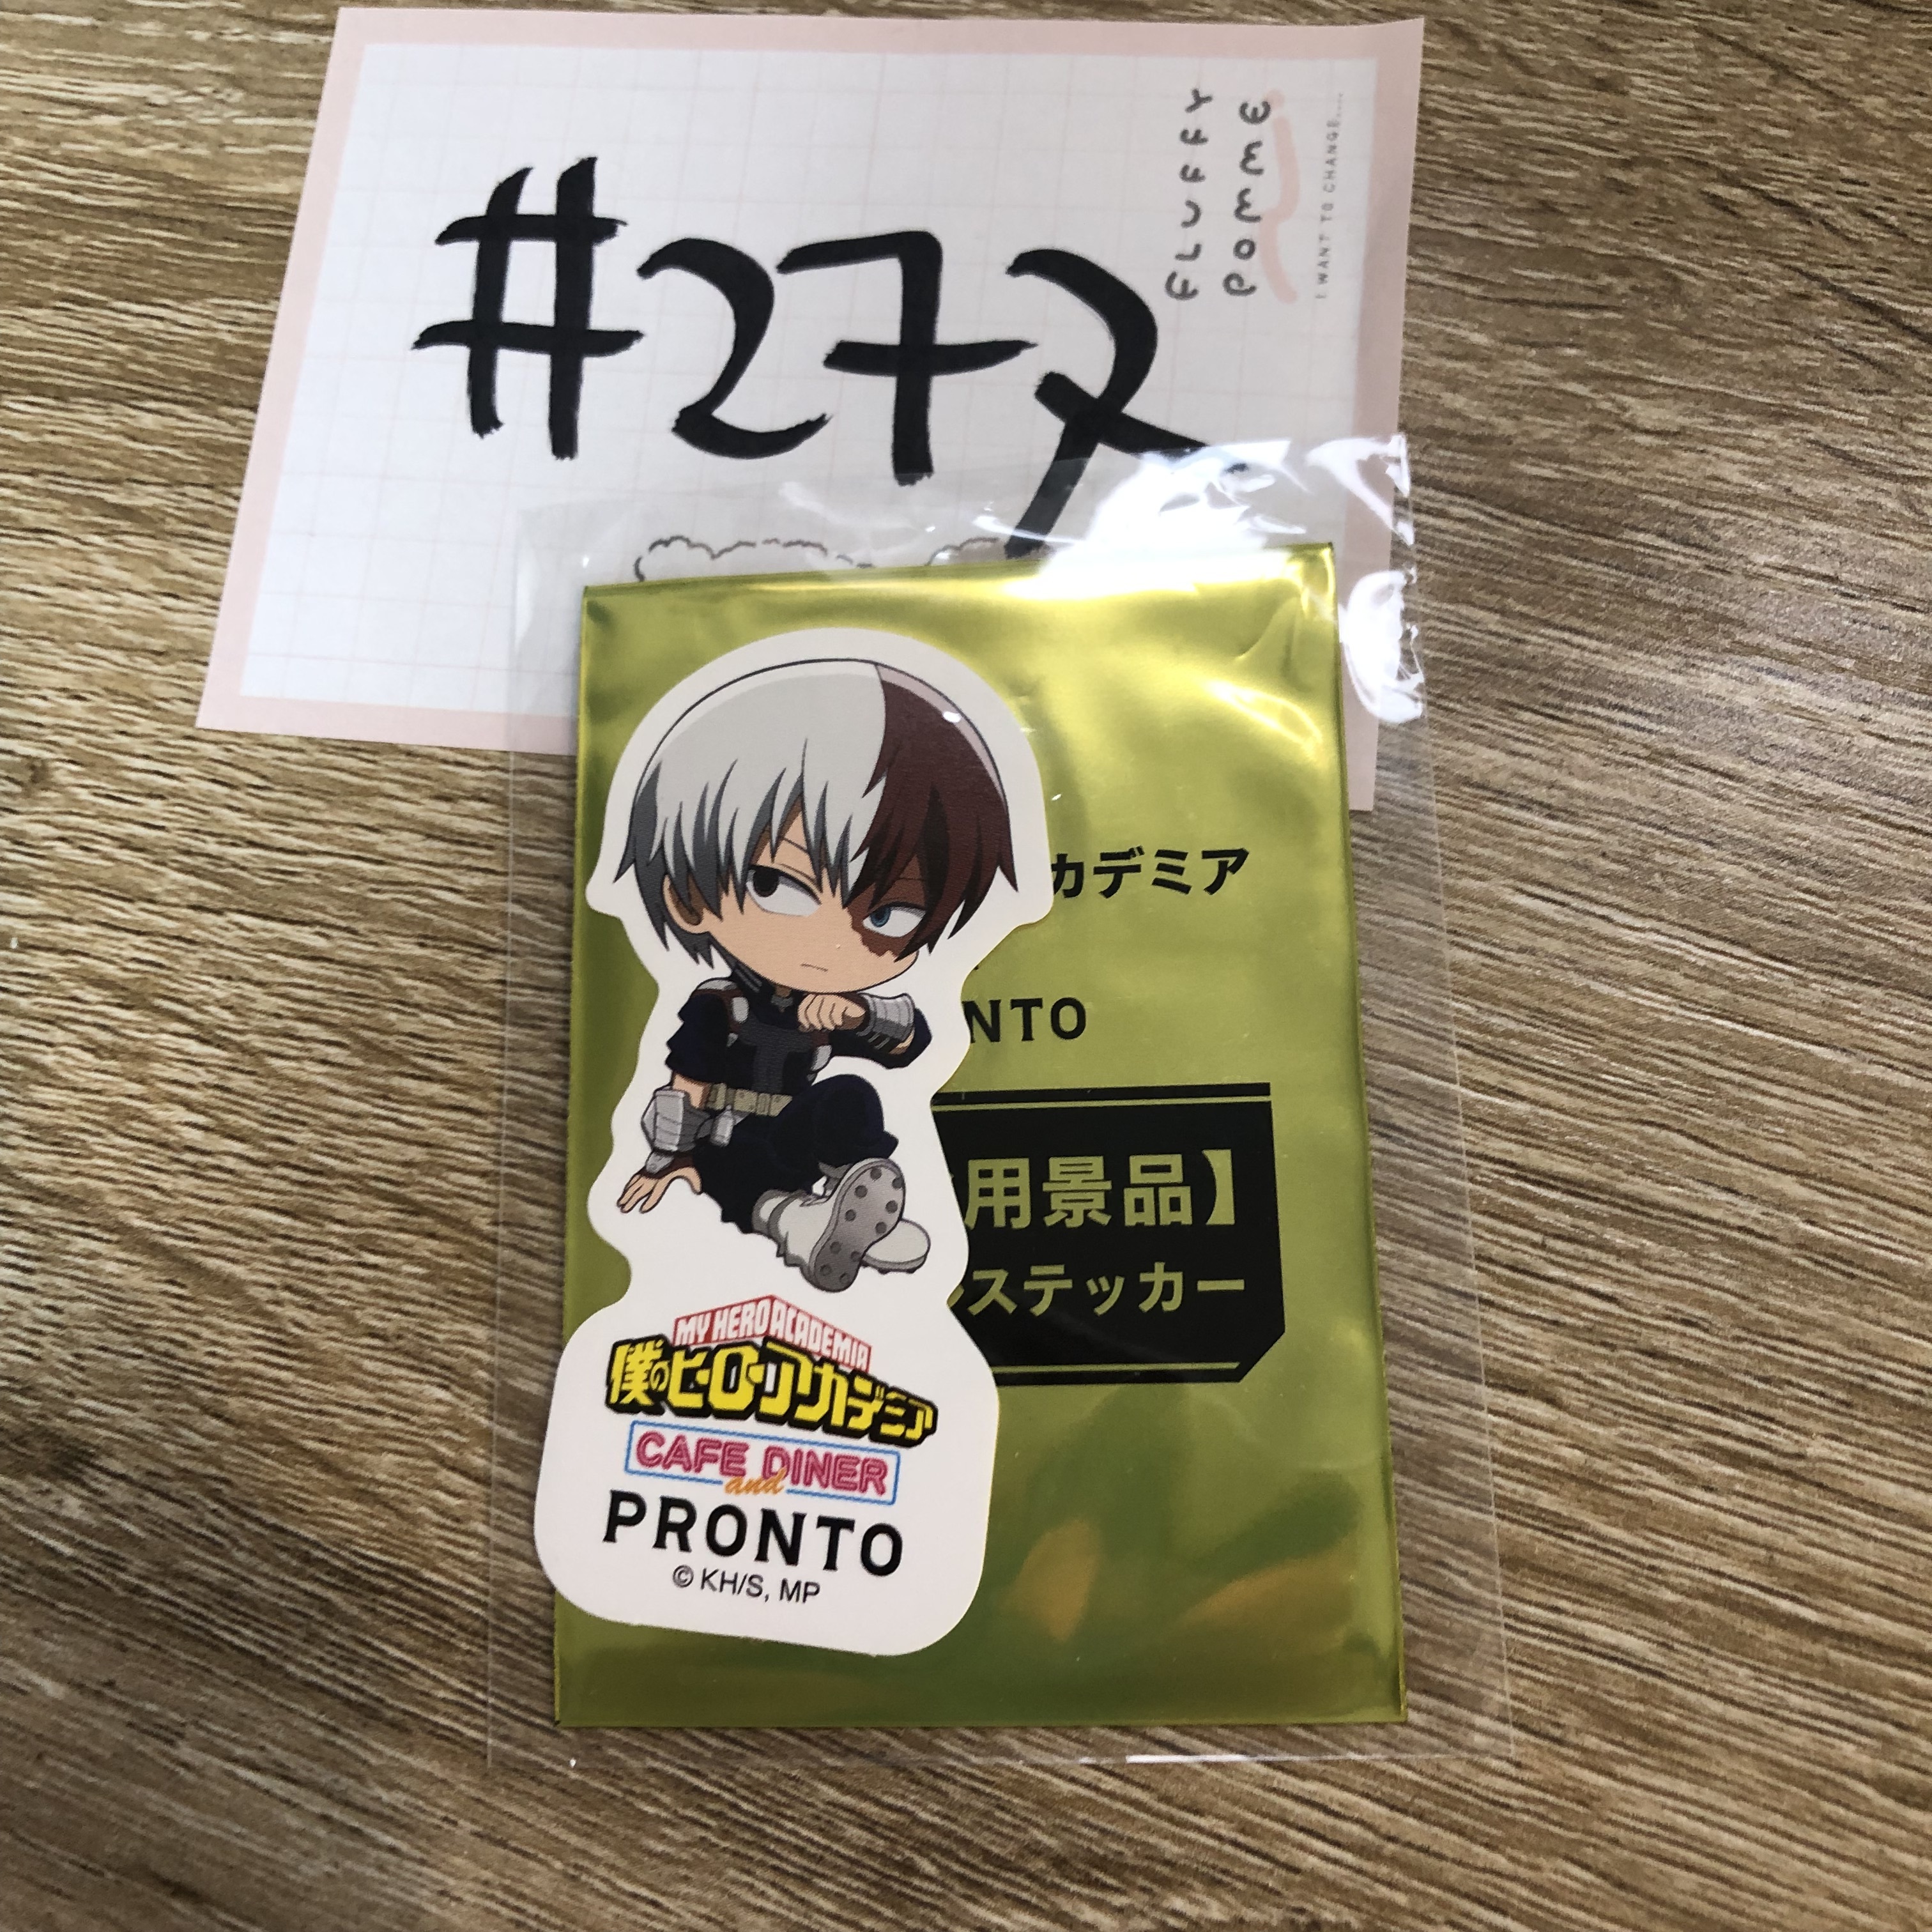 #272
FLUFFY
POMME
I WANT TO CHANGE....
カデミア
NTO
用景品】
ステッカー
MY HERO ACADEMIA
僕のヒーローアカデミア
CAFE and DINER
PRONTO
© KH/S, MP